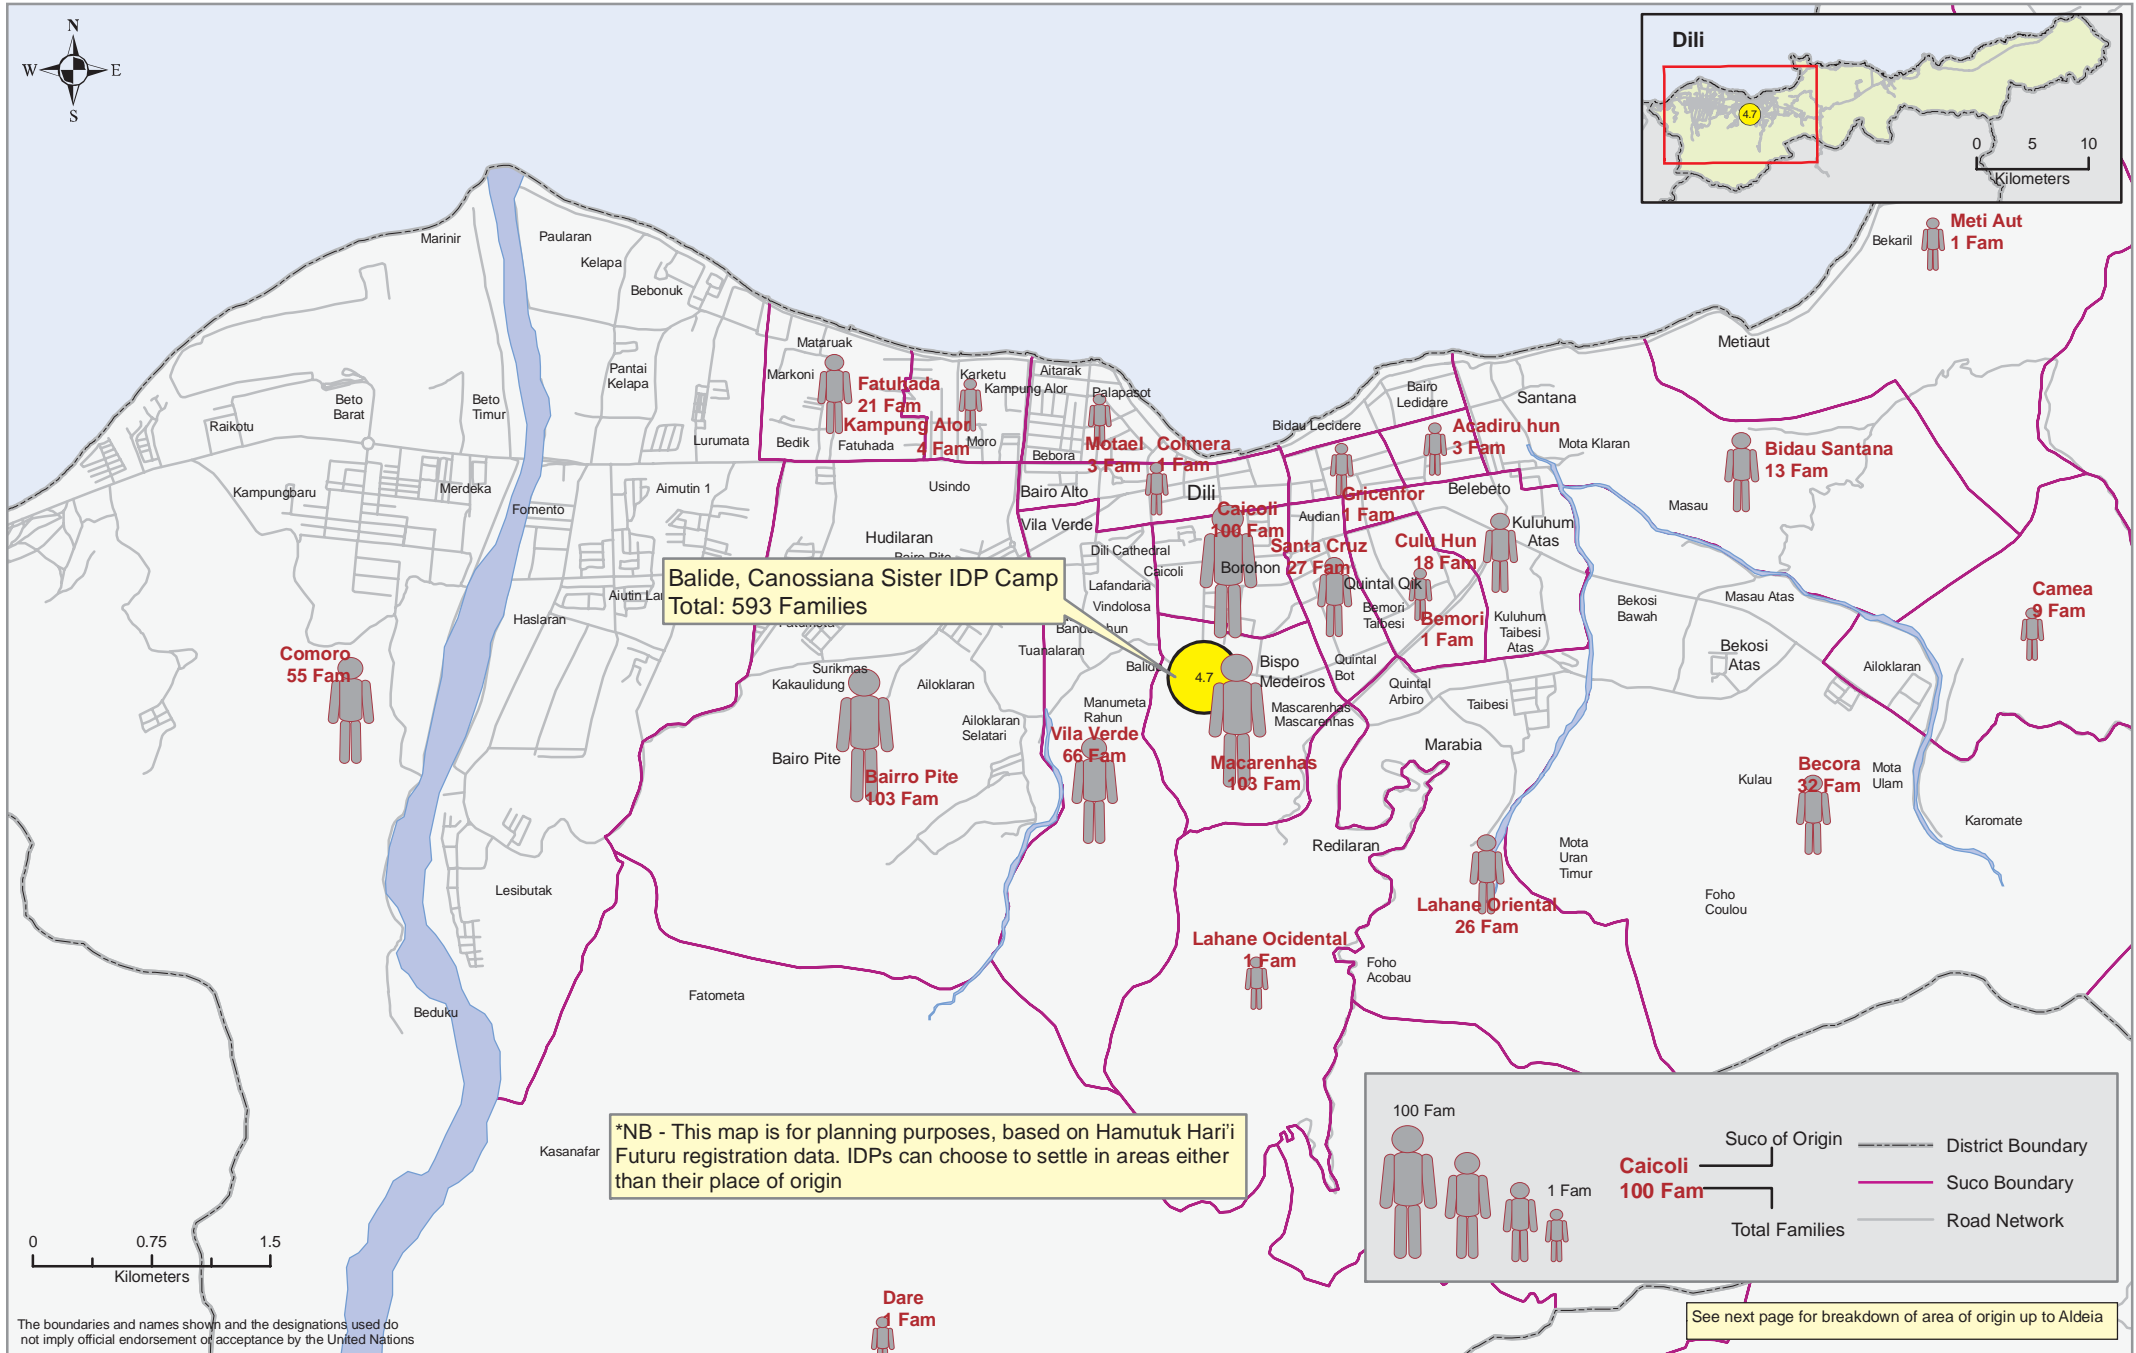 N
W
E
S
Dili
4.7
0 5 10
Kilometers
Meti Aut
1 Fam
Bekaril
Marinir
Paularan
Kelapa
Bebonuk
Metiaut
Mataruak
Markoni
Pantai
Kelapa
Fatuhada
21 Fam
Karketu
Kampung Alor
Aitarak
Palapasot
Bairo
Ledidare
Santana
Beto
Barat
Beto
Timur
Raikotu
Lurumata
Bedik
Fatuhada
Kampung Alor
4 Fam
Moro
Motael
3 Fam
Colmera
1 Fam
Bebora
Bidau Lecidere
Acadiru hun
3 Fam
Mota Klaran
Bidau Santana
13 Fam
Kampungbaru
Merdeka
Aimutin 1
Usindo
Bairo Alto
Dili
Gricenfor
1 Fam
Belebeto
Masau
Fomento
Vila Verde
Caicoli
100 Fam
Audian
Kuluhum
Atas
Hudilaran
Bairo Pite
Dili Cathedral
Caicoli
Borohon
Santa Cruz
27 Fam
Culu Hun
18 Fam
Balide, Canossiana Sister IDP Camp
Total: 593 Families
Lafandaria
Vindolosa
Quintal Qik
Bemori
Taibesi
Bemori
1 Fam
Kuluhum
Taibesi
Atas
Bekosi
Bawah
Masau Atas
Camea
9 Fam
Haslaran
Tuanalaran
Balide
4.7
Bispo
Medeiros
Quintal
Bot
Quintal
Arbiro
Bekosi
Atas
Ailoklaran
Comoro
55 Fam
Surikmas
Kakaulidung
Ailoklaran
Ailoklaran
Selatari
Manumeta
Rahun
Mascarenhas
Mascarenhas
Taibesi
Marabia
Vila Verde
66 Fam
Bairo Pite
Bairro Pite
103 Fam
Macarenhas
103 Fam
Becora
32 Fam
Kulau
Mota
Ulam
Karomate
Redilaran
Mota
Uran
Timur
Lesibutak
Lahane Oriental
26 Fam
Foho
Coulou
Lahane Ocidental
1 Fam
Foho
Acobau
Fatometa
Beduku
Kasanafar
*NB - This map is for planning purposes, based on Hamutuk Hari'i
Futuru registration data. IDPs can choose to settle in areas either
than their place of origin
100 Fam
1 Fam
Suco of Origin
Caicoli
100 Fam
Total Families
District Boundary
Suco Boundary
Road Network
0 0.75 1.5
Kilometers
Dare
1 Fam
The boundaries and names shown and the designations used do
not imply official endorsement or acceptance by the United Nations
See next page for breakdown of area of origin up to Aldeia